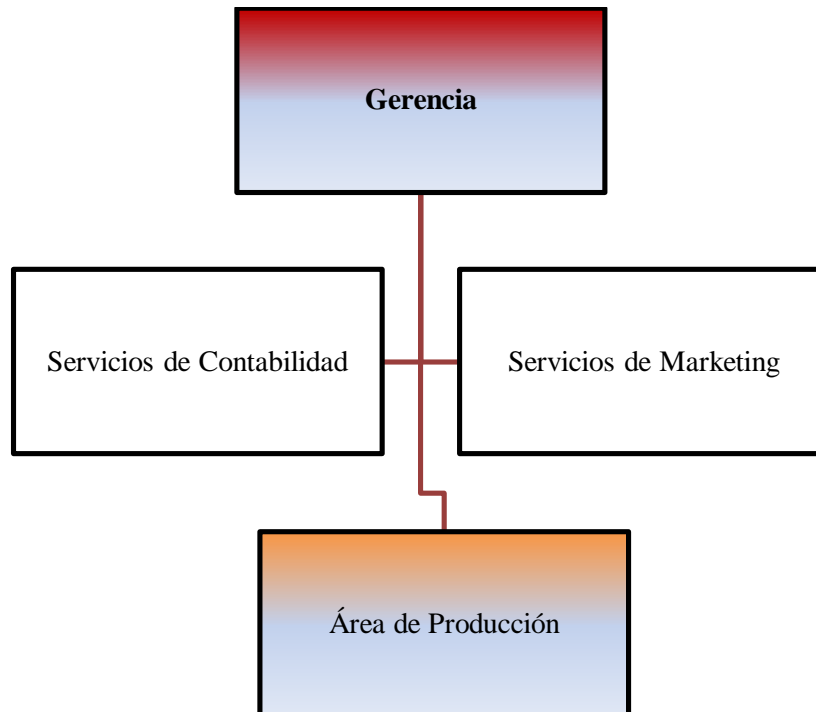 Gerencia
Servicios de Contabilidad
Servicios de Marketing
Área de Producción